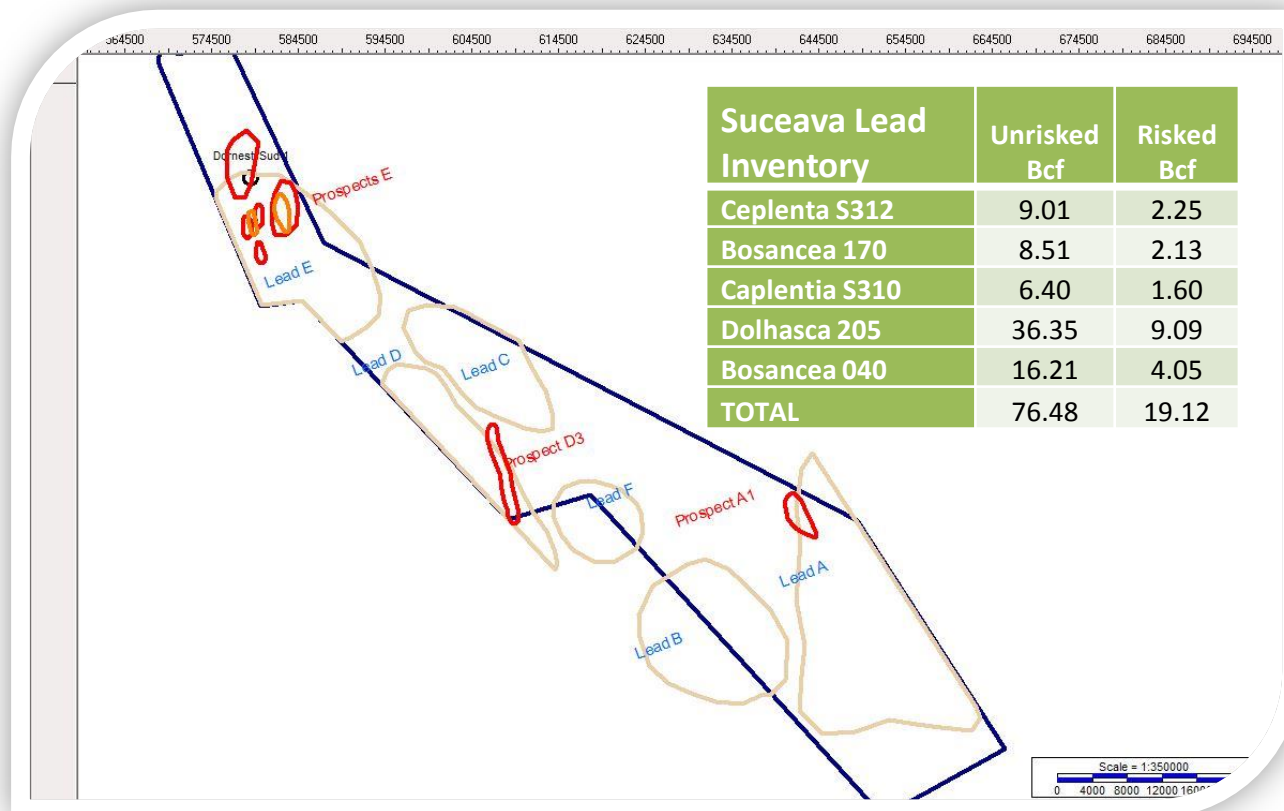 564500 574500 584500 594500 604500 614500 624500 634500 644500 654500 664500 674500 684500 694500
Suceava Lead Inventory Unrisked Bcf Risked Bcf
Ceplenta S312 9.01 2.25
Bosancea 170 8.51 2.13
Caplentia S310 6.40 1.60
Dolhasca 205 36.35 9.09
Bosancea 040 16.21 4.05
TOTAL 76.48 19.12
Sud 1
Prospects E
Lead E
Lead D
Lead C
Prospect D3
Lead F
Prospect A1
Lead A
Lead B
Scale = 1:350000
0 4000 8000 12000